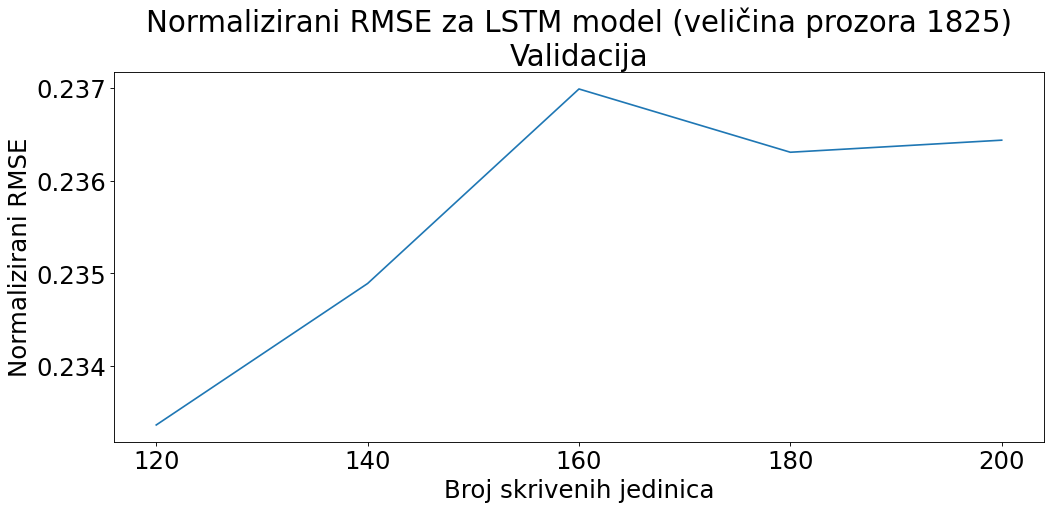 Normalizirani RMSE za LSTM model (veličina prozora 1825)
Validacija
Normalizirani RMSE
0.237
0.236
0.235
0.234
120 140 160 180 200
Broj skrivenih jedinica